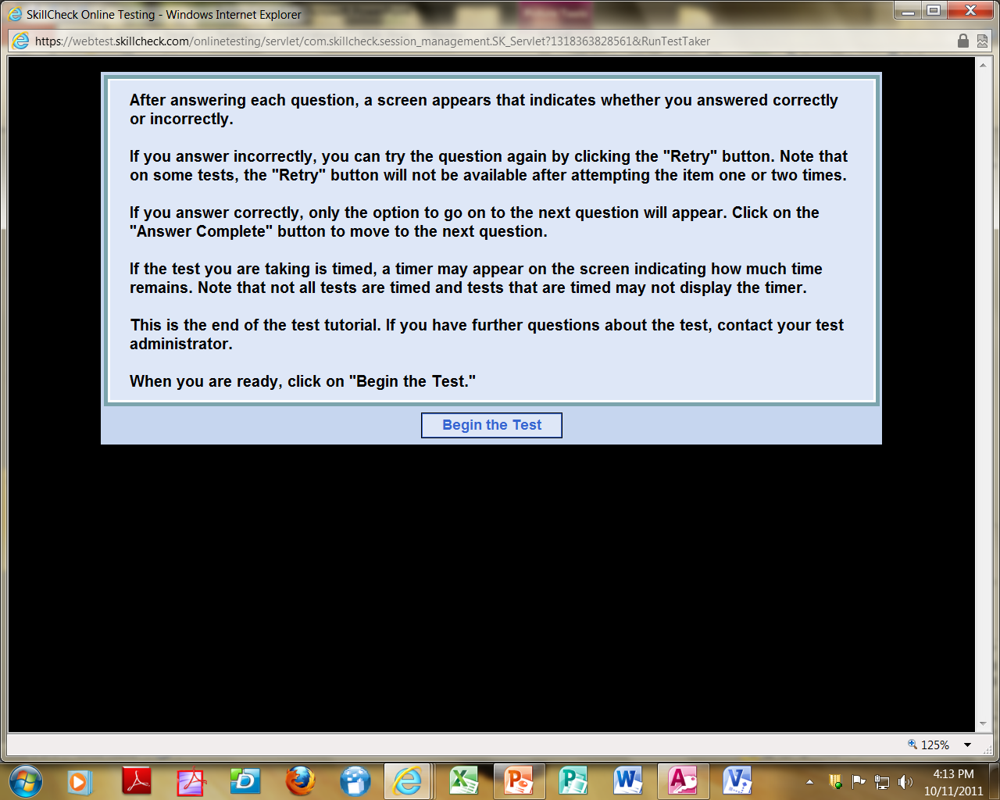 SkillCheck Online Testing - Windows Internet Explorer
https://webtest.skillcheck.com/onlinetesting/servlet/com.skillcheck.session_management.SK_Servlet?1318363828561&RunTestTaker
After answering each question, a screen appears that indicates whether you answered correctly
or incorrectly.
If you answer incorrectly, you can try the question again by clicking the "Retry" button. Note that
on some tests, the "Retry" button will not be available after attempting the item one or two times.
If you answer correctly, only the option to go on to the next question will appear. Click on the
"Answer Complete" button to move to the next question.
If the test you are taking is timed, a timer may appear on the screen indicating how much time
remains. Note that not all tests are timed and tests that are timed may not display the timer.
This is the end of the test tutorial. If you have further questions about the test, contact your test
administrator.
When you are ready, click on "Begin the Test."
Begin the Test
125%
4:13 PM
10/11/2011